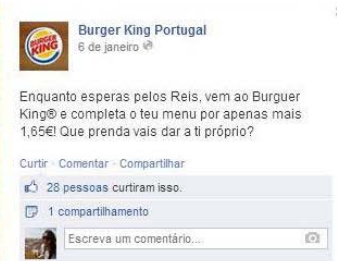 BURGER
KING
Burger King Portugal
6 de janeiro
Enquanto esperas pelos Reis, vem ao Burguer
King® e completa o teu menu por apenas mais
1,65€! Que prenda vais dar a ti próprio?
Curtir · Comentar · Compartilhar
28 pessoas curtiram isso.
1 compartilhamento
Escreva um comentário...